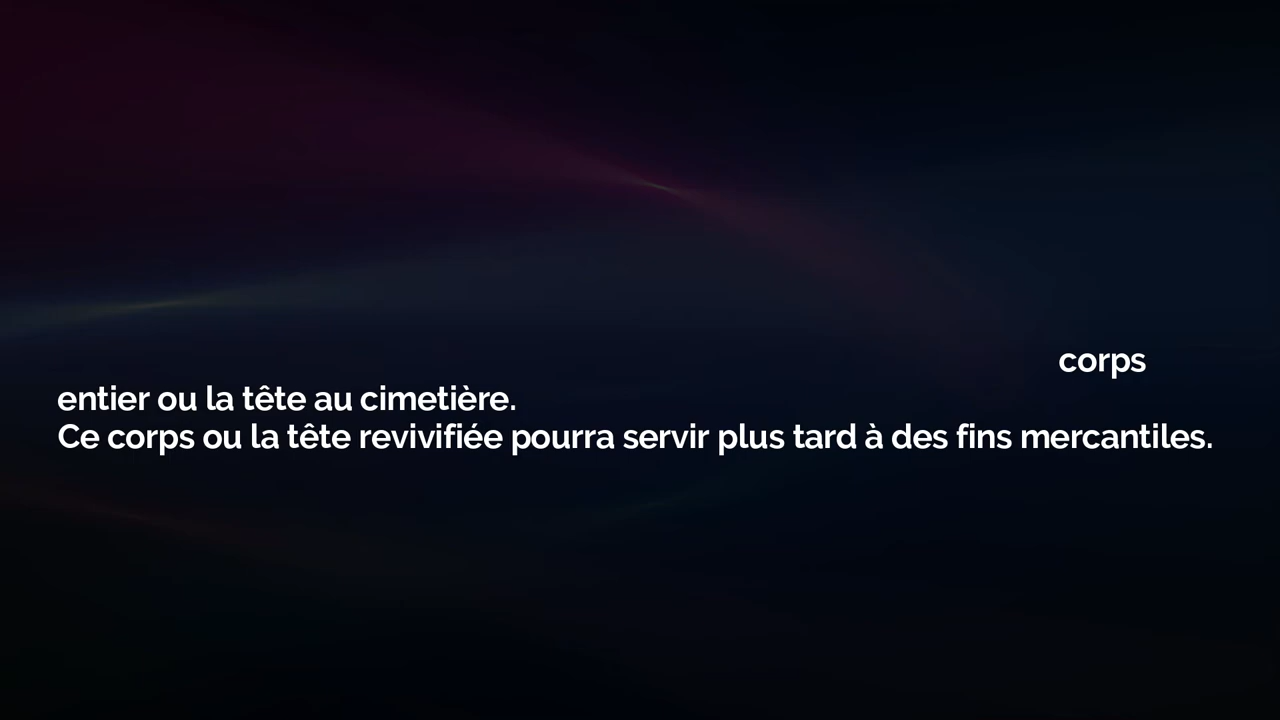 corps
entier ou la tête au cimetière.
Ce corps ou la tête revivifiée pourra servir plus tard à des fins mercantiles.